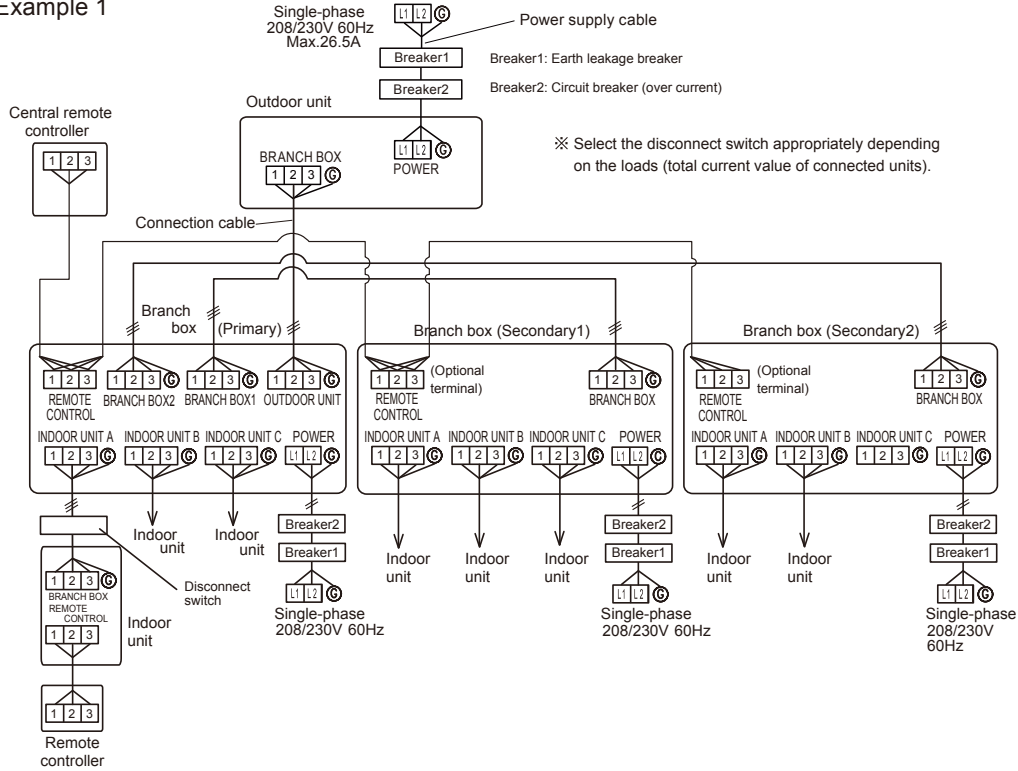 Example 1
Single-phase
208/230V 60Hz
Max.26.5A
L1 L2 G
Power supply cable
Breaker1
Breaker1: Earth leakage breaker
Breaker2
Breaker2: Circuit breaker (over current)
Outdoor unit
Central remote
controller
1 2 3
BRANCH BOX
1 2 3 G
L1 L2 G
POWER
※ Select the disconnect switch appropriately depending
on the loads (total current value of connected units).
Connection cable
Branch
box
(Primary)
Branch box (Secondary1)
Branch box (Secondary2)
1 2 3
REMOTE
CONTROL
1 2 3 G
BRANCH BOX2
1 2 3 G
BRANCH BOX1
1 2 3 G
OUTDOOR UNIT
1 2 3
REMOTE
CONTROL
(Optional
terminal)
1 2 3 G
BRANCH BOX
1 2 3
REMOTE
CONTROL
(Optional
terminal)
1 2 3 G
BRANCH BOX
INDOOR UNIT A INDOOR UNIT B INDOOR UNIT C POWER
1 2 3 G 1 2 3 G 1 2 3 G L1 L2 G
INDOOR UNIT A INDOOR UNIT B INDOOR UNIT C POWER
1 2 3 G 1 2 3 G 1 2 3 G L1 L2 G
INDOOR UNIT A INDOOR UNIT B INDOOR UNIT C POWER
1 2 3 G 1 2 3 G 1 2 3 G L1 L2 G
Indoor
unit
Indoor
unit
Breaker2
Breaker1
L1 L2 G
Single-phase
208/230V 60Hz
Indoor
unit
Indoor
unit
Indoor
unit
Breaker2
Breaker1
L1 L2 G
Single-phase
208/230V 60Hz
Indoor
unit
Indoor
unit
Breaker2
Breaker1
L1 L2 G
Single-phase
208/230V
60Hz
Disconnect
switch
1 2 3 G
BRANCH BOX
REMOTE
CONTROL
1 2 3
Indoor
unit
1 2 3
Remote
controller